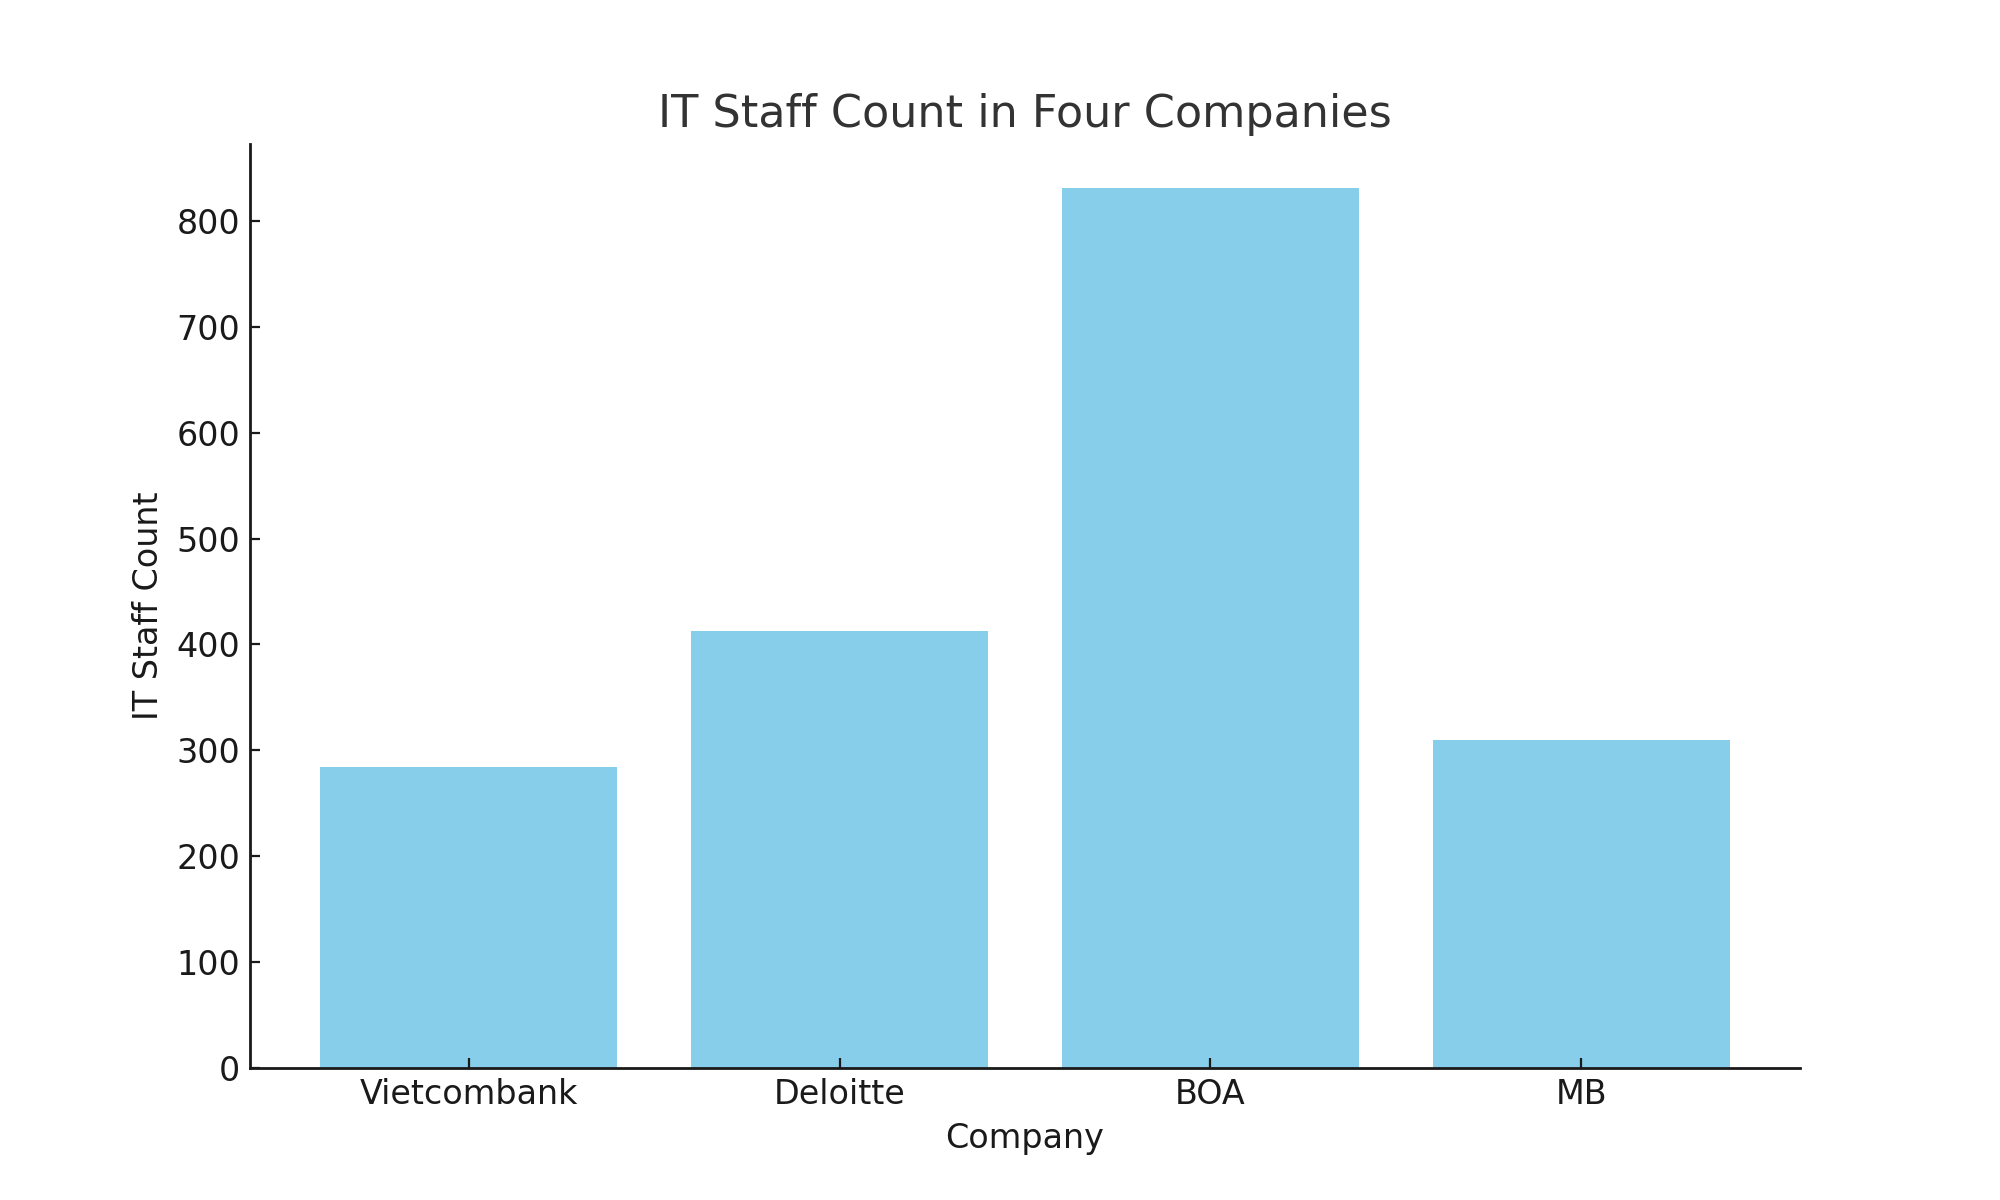 IT Staff Count in Four Companies
IT Staff Count
800
700
600
500
400
300
200
100
0
Vietcombank Deloitte BOA MB
Company